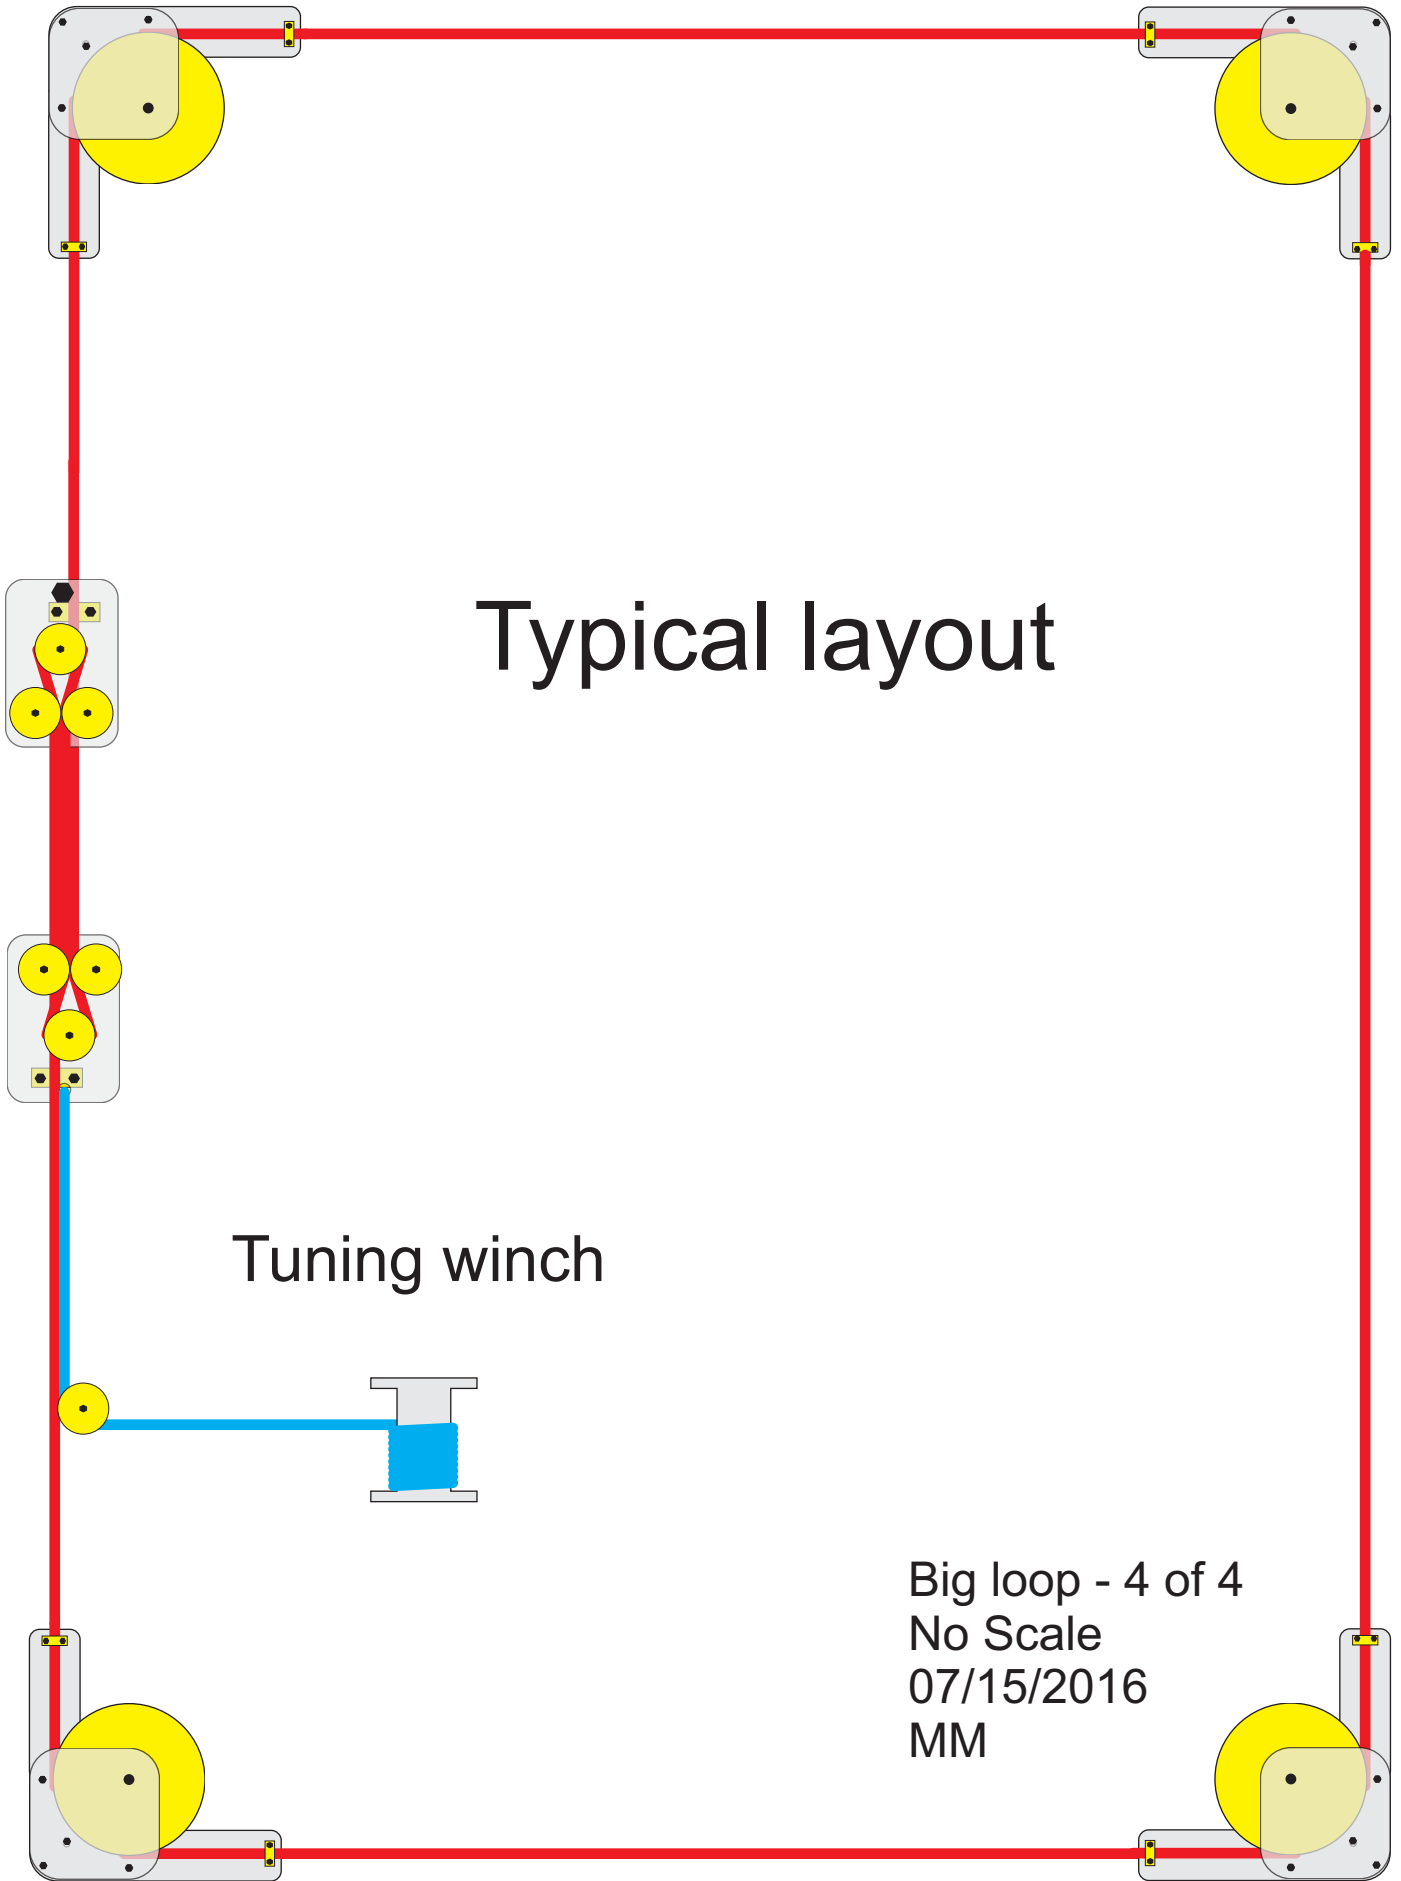 Typical layout
Tuning winch
Big loop - 4 of 4
No Scale
07/15/2016
MM